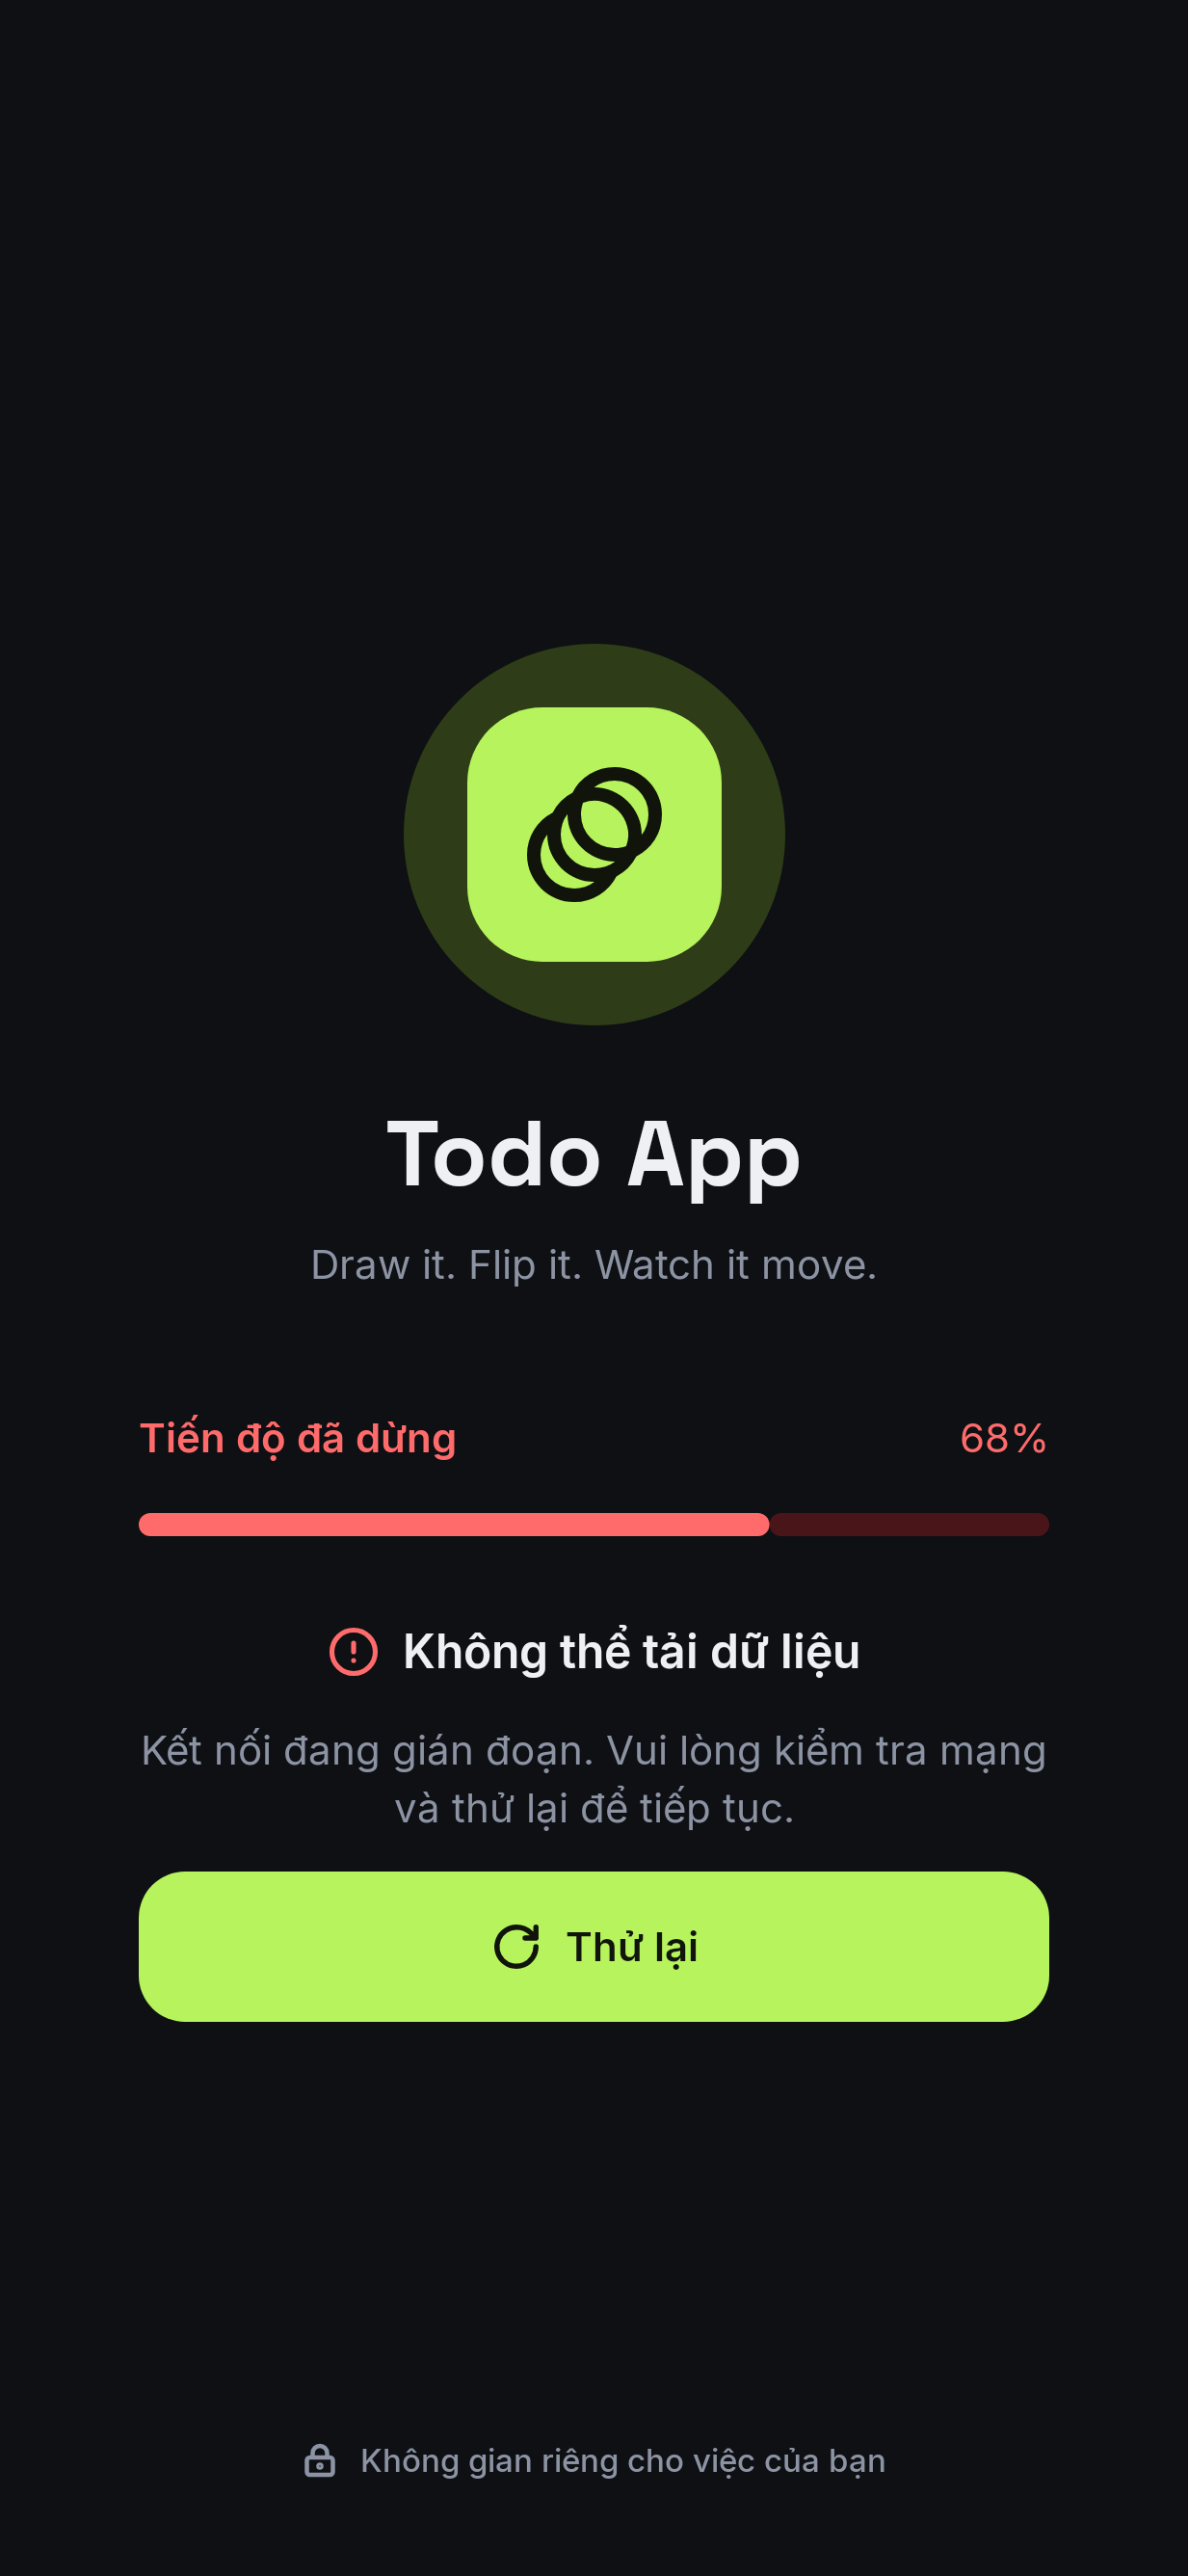 Todo App
Draw it. Flip it. Watch it move.
Tiến độ đã dừng 68%
Không thể tải dữ liệu
Kết nối đang gián đoạn. Vui lòng kiểm tra mạng
và thử lại để tiếp tục.
Thử lại
Không gian riêng cho việc của bạn